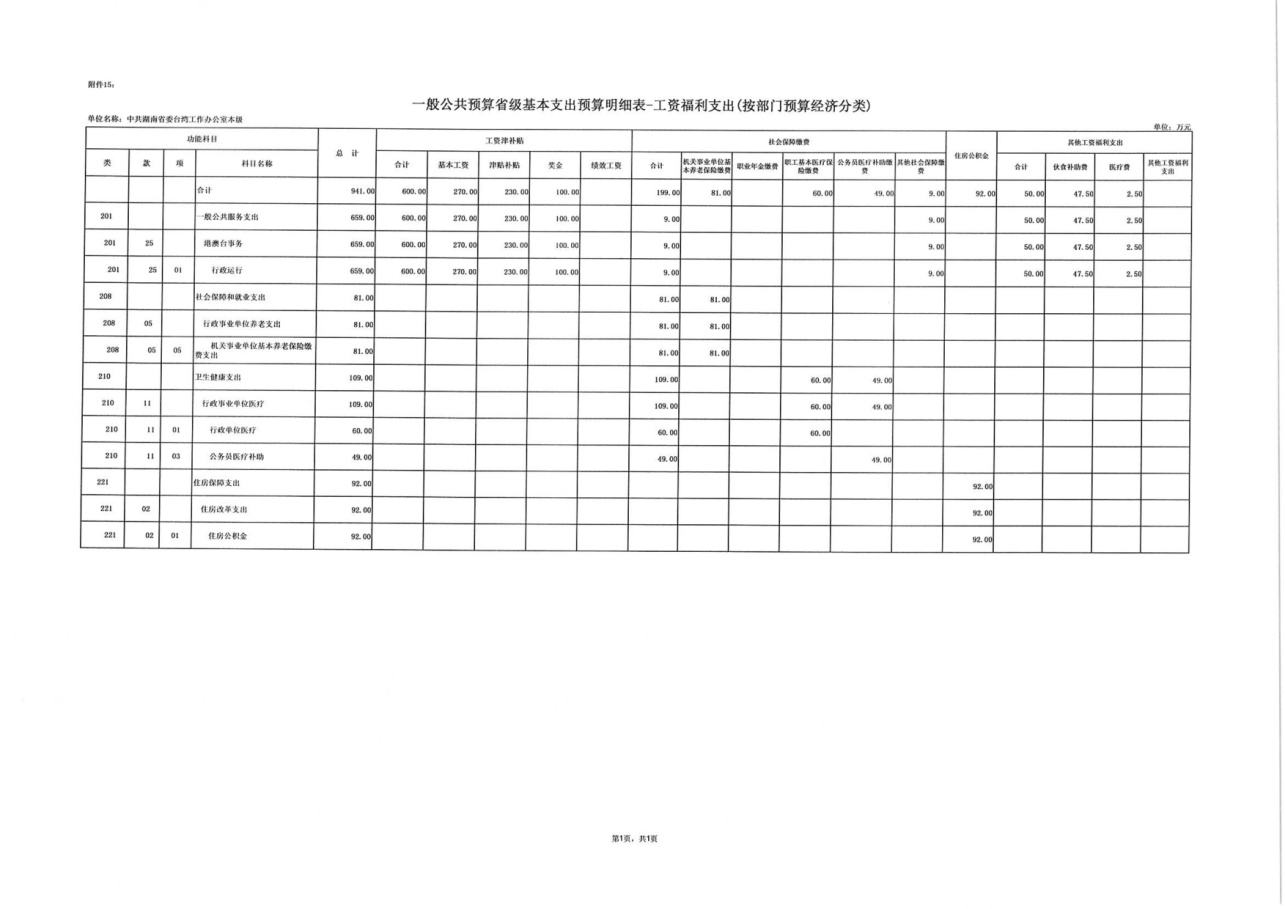 附件15:
一般公共预算省级基本支出预算明细表-工资福利支出(按部门预算经济分类)
单位名称: 中共湖南省委台湾工作办公室本级
单位: 万元
功能科目 总 计 工资津补贴 社会保障缴费 住房公积金 其他工资福利支出
类 款 项 科目名称 合计 基本工资 津贴补贴 奖金 绩效工资 合计 机关事业单位基本养老保险缴费 职业年金缴费 职工基本医疗保险缴费 公务员医疗补助缴费 其他社会保障缴费 合计 伙食补助费 医疗费 其他工资福利支出
合计 941.00 600.00 270.00 230.00 100.00 199.00 81.00 60.00 49.00 9.00 92.00 50.00 47.50 2.50
201 一般公共服务支出 659.00 600.00 270.00 230.00 100.00 9.00 9.00 50.00 47.50 2.50
201 25 港澳台事务 659.00 600.00 270.00 230.00 100.00 9.00 9.00 50.00 47.50 2.50
201 25 01 行政运行 659.00 600.00 270.00 230.00 100.00 9.00 9.00 50.00 47.50 2.50
208 社会保障和就业支出 81.00 81.00 81.00
208 05 行政事业单位养老支出 81.00 81.00 81.00
208 05 05 机关事业单位基本养老保险缴费支出 81.00 81.00 81.00
210 卫生健康支出 109.00 109.00 60.00 49.00
210 11 行政事业单位医疗 109.00 109.00 60.00 49.00
210 11 01 行政单位医疗 60.00 60.00 60.00
210 11 03 公务员医疗补助 49.00 49.00 49.00
221 住房保障支出 92.00 92.00
221 02 住房改革支出 92.00 92.00
221 02 01 住房公积金 92.00 92.00
第1页, 共1页